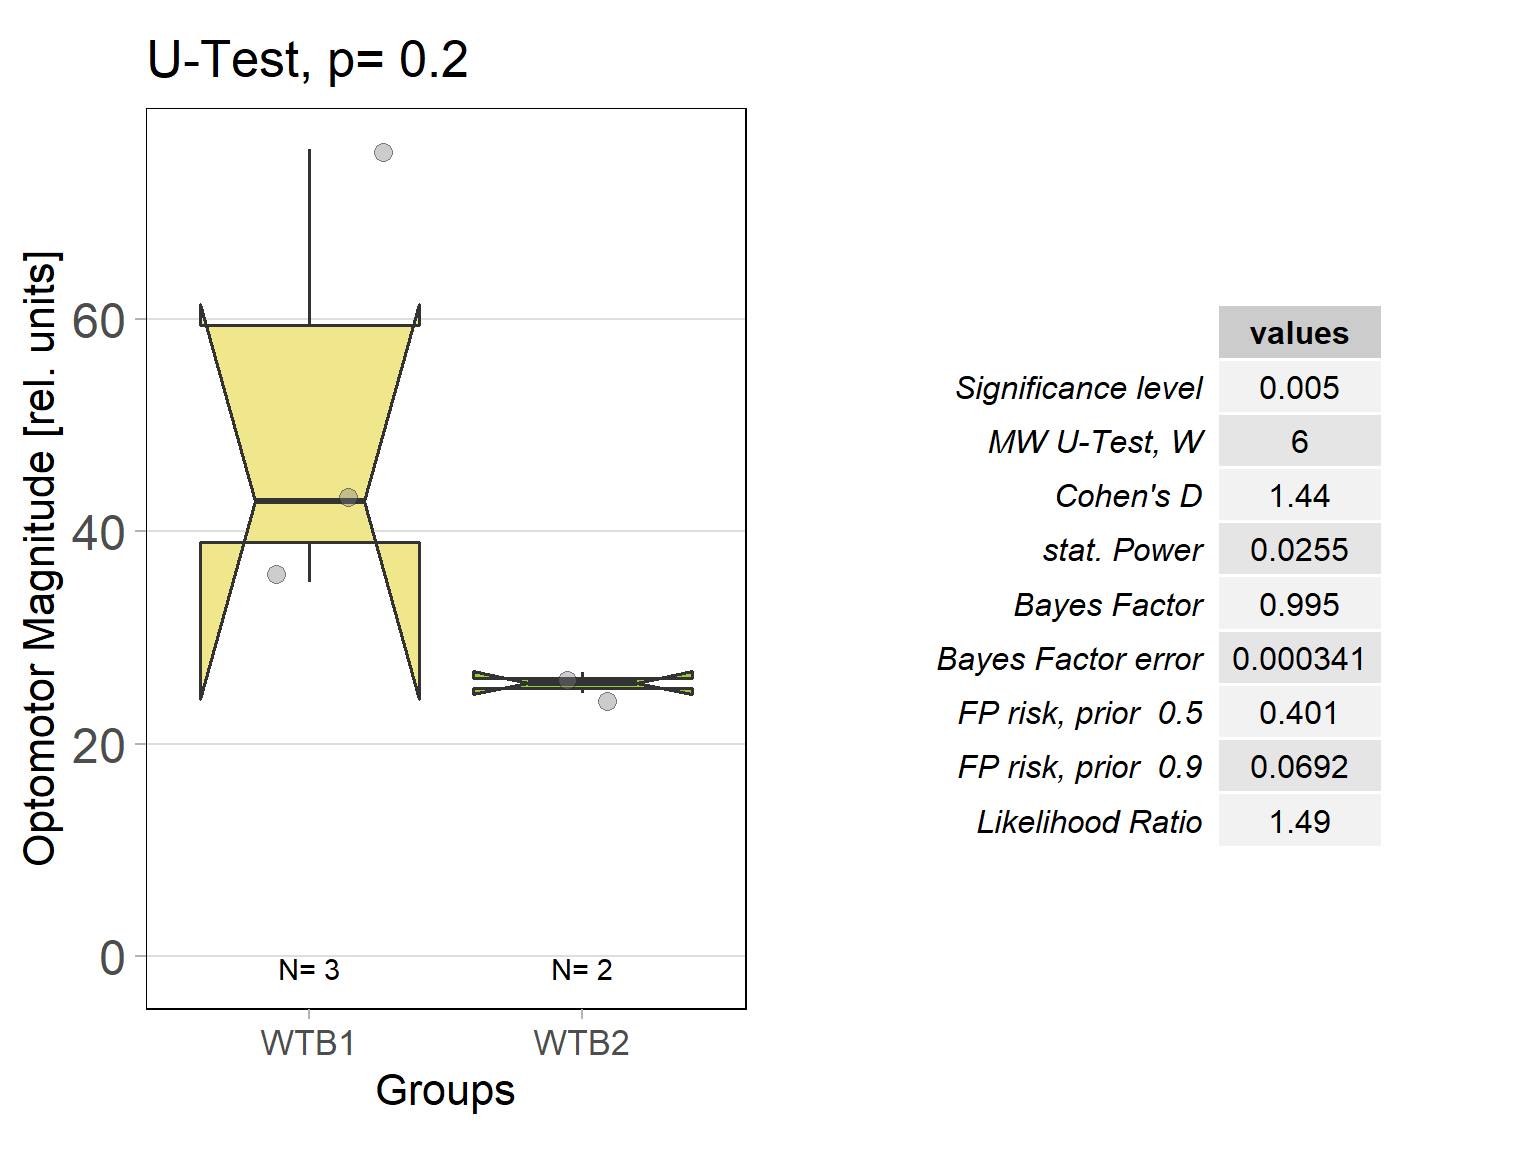 U-Test, p= 0.2
Optomotor Magnitude [rel. units]
60
40
20
0
N= 3
N= 2
WTB1
WTB2
Groups
values
Significance level 0.005
MW U-Test, W 6
Cohen's D 1.44
stat. Power 0.0255
Bayes Factor 0.995
Bayes Factor error 0.000341
FP risk, prior  0.5 0.401
FP risk, prior  0.9 0.0692
Likelihood Ratio 1.49